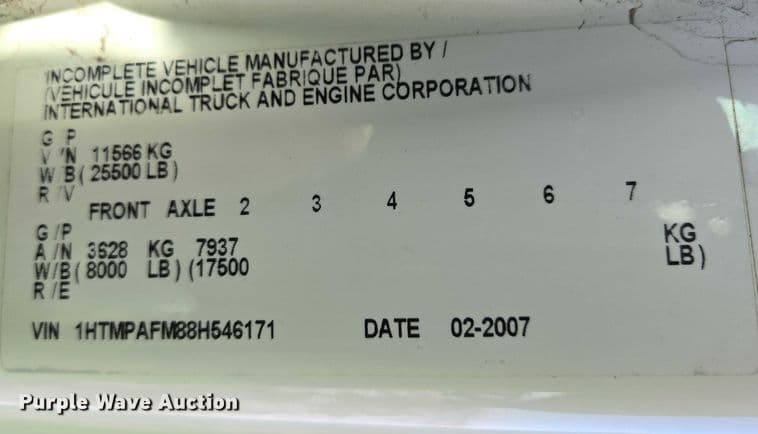 INCOMPLETE VEHICLE MANUFACTURED BY /
(VÉHICULE INCOMPLET FABRIQUE PAR)
INTERNATIONAL TRUCK AND ENGINE CORPORATION
G P
V 'N 11566 KG
W B ( 25500 LB )
R 'V
FRONT AXLE 2 3 4 5 6 7
G /P
A /N 3628 KG 7937 KG
W/B ( 8000 LB ) (17500 LB )
R /E
VIN 1HTMPAFM88H546171 DATE 02-2007
Purple Wave Auction